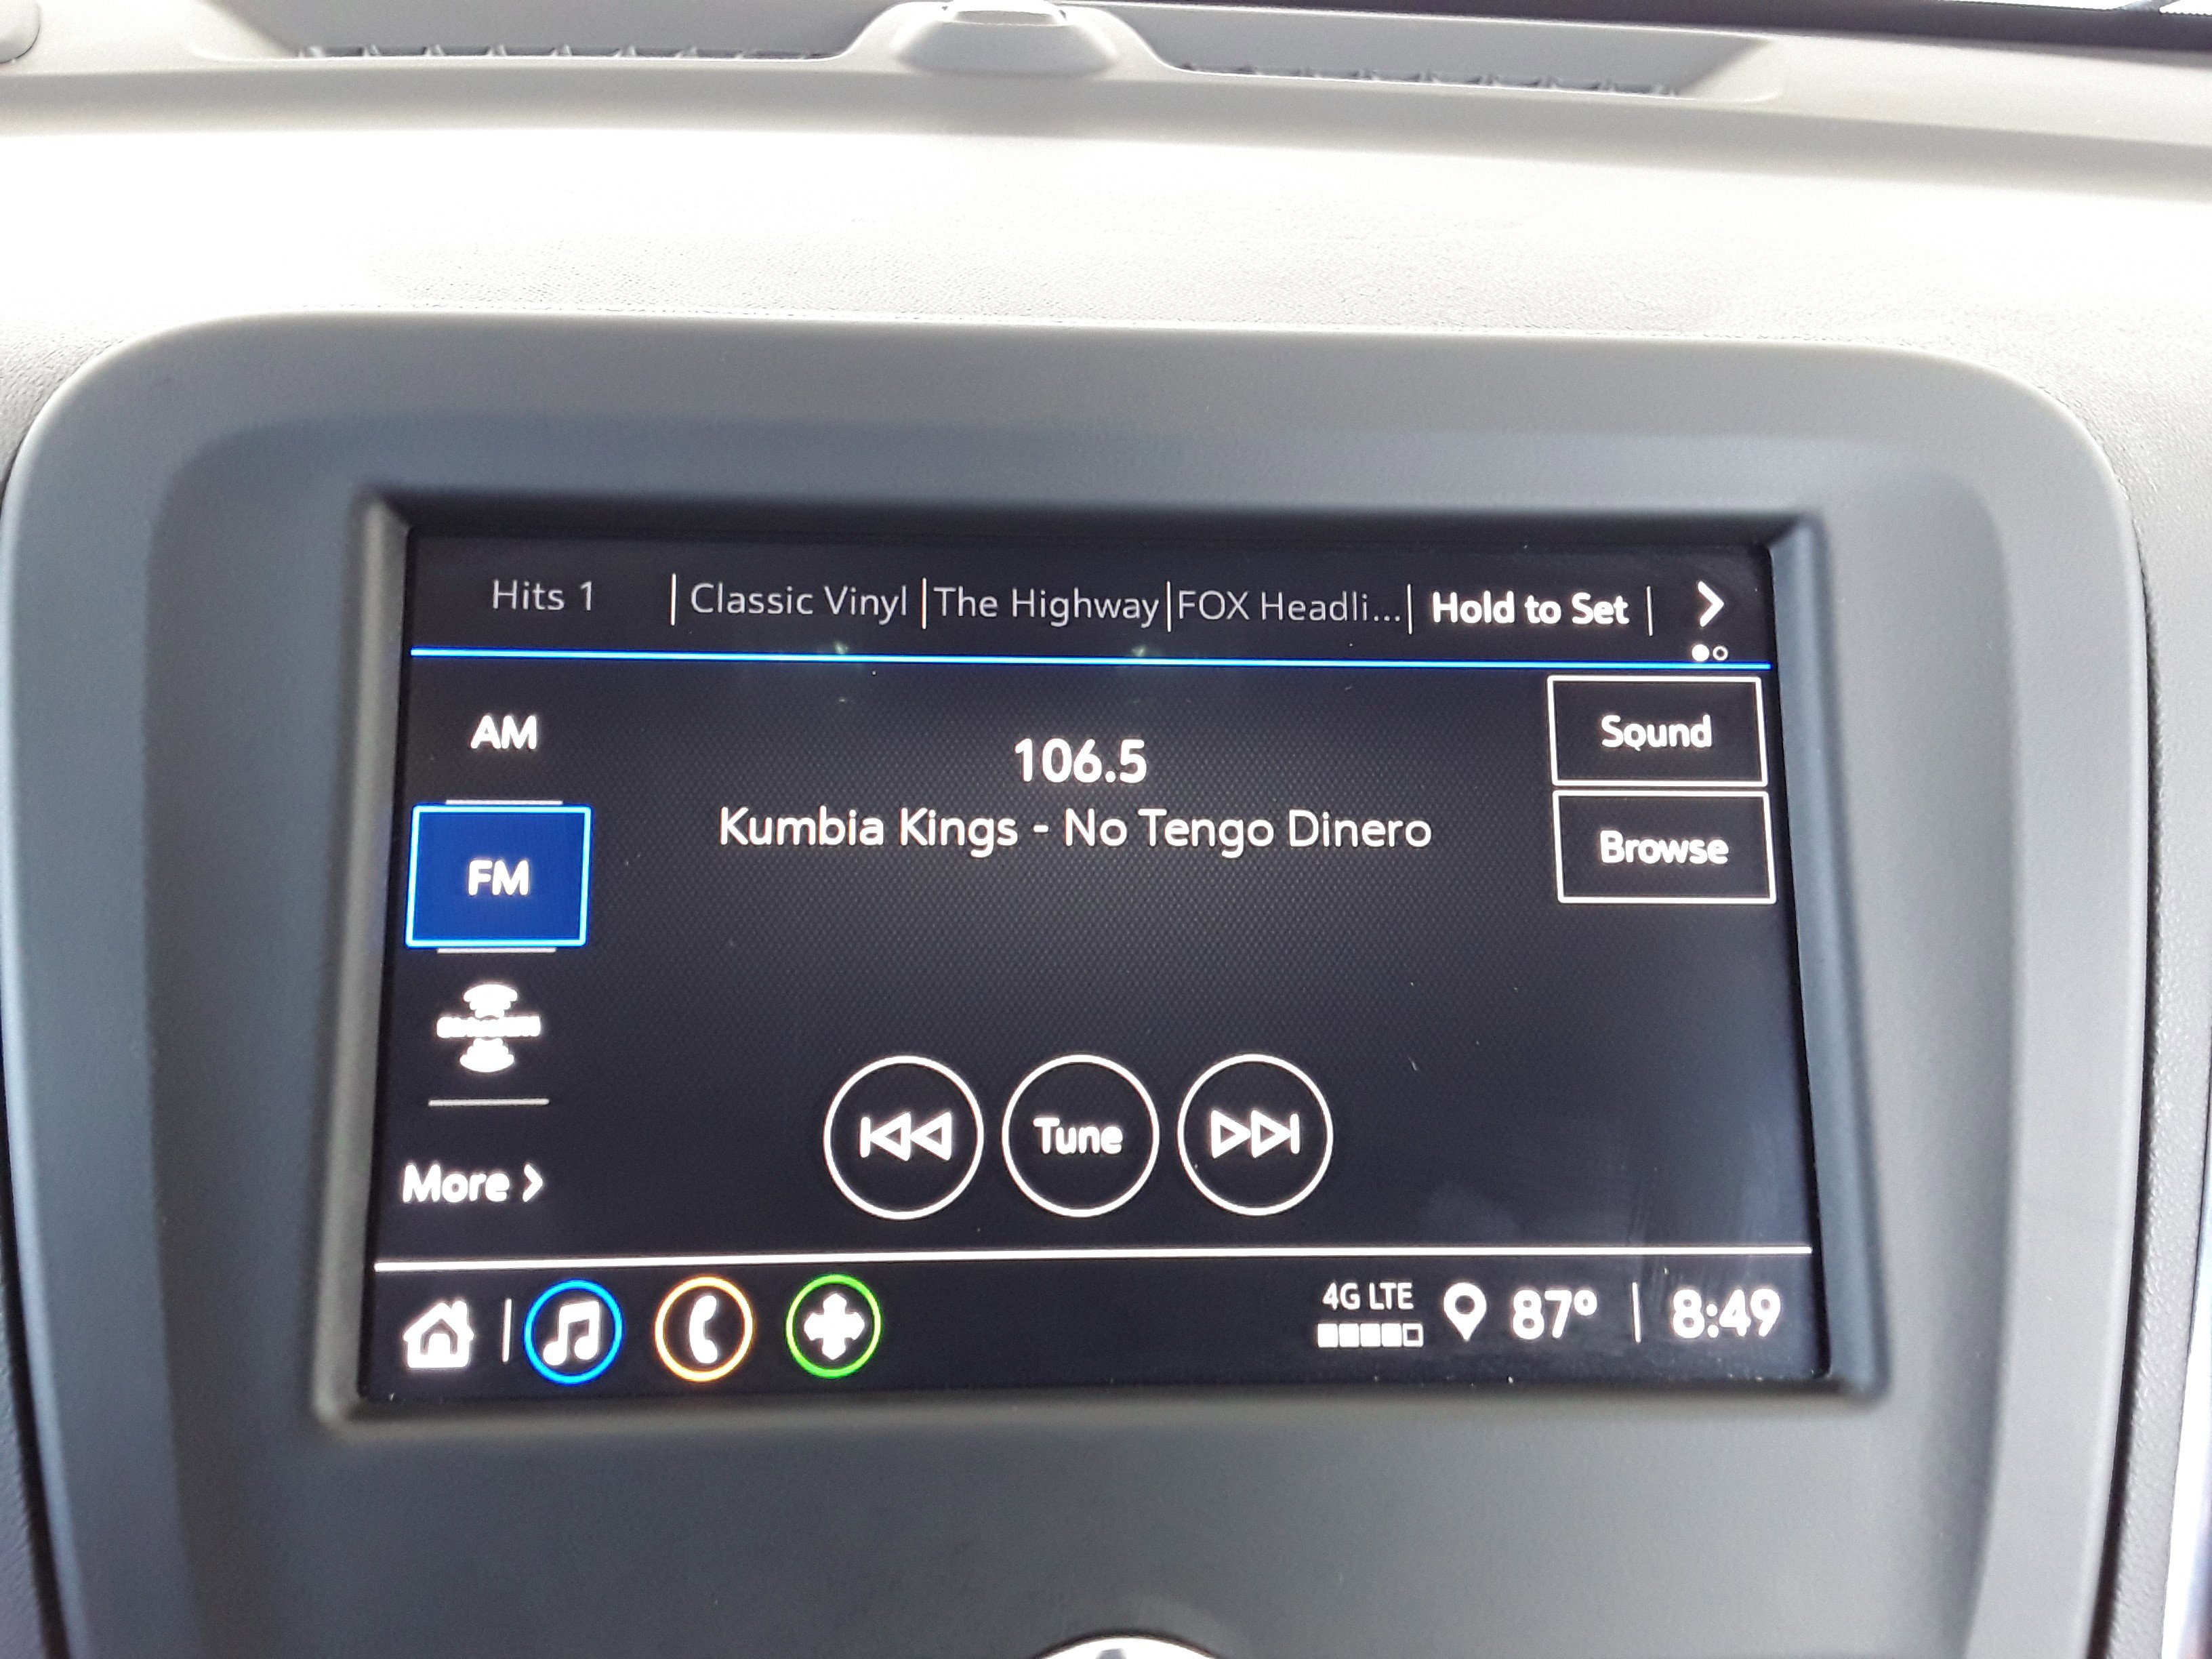 Hits 1 | Classic Vinyl | The Highway | FOX Headli... | Hold to Set |
AM
106.5
Sound
Kumbia Kings - No Tengo Dinero
Browse
FM
Tune
More >
4G LTE
87° | 8:49